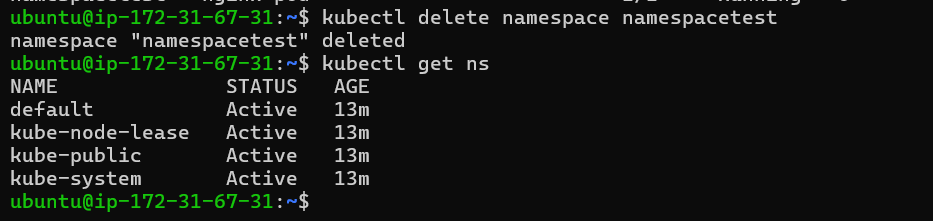 ubuntu@ip-172-31-67-31:~$ kubectl delete namespace namespacetest
namespace "namespacetest" deleted
ubuntu@ip-172-31-67-31:~$ kubectl get ns
NAME STATUS AGE
default Active 13m
kube-node-lease Active 13m
kube-public Active 13m
kube-system Active 13m
ubuntu@ip-172-31-67-31:~$